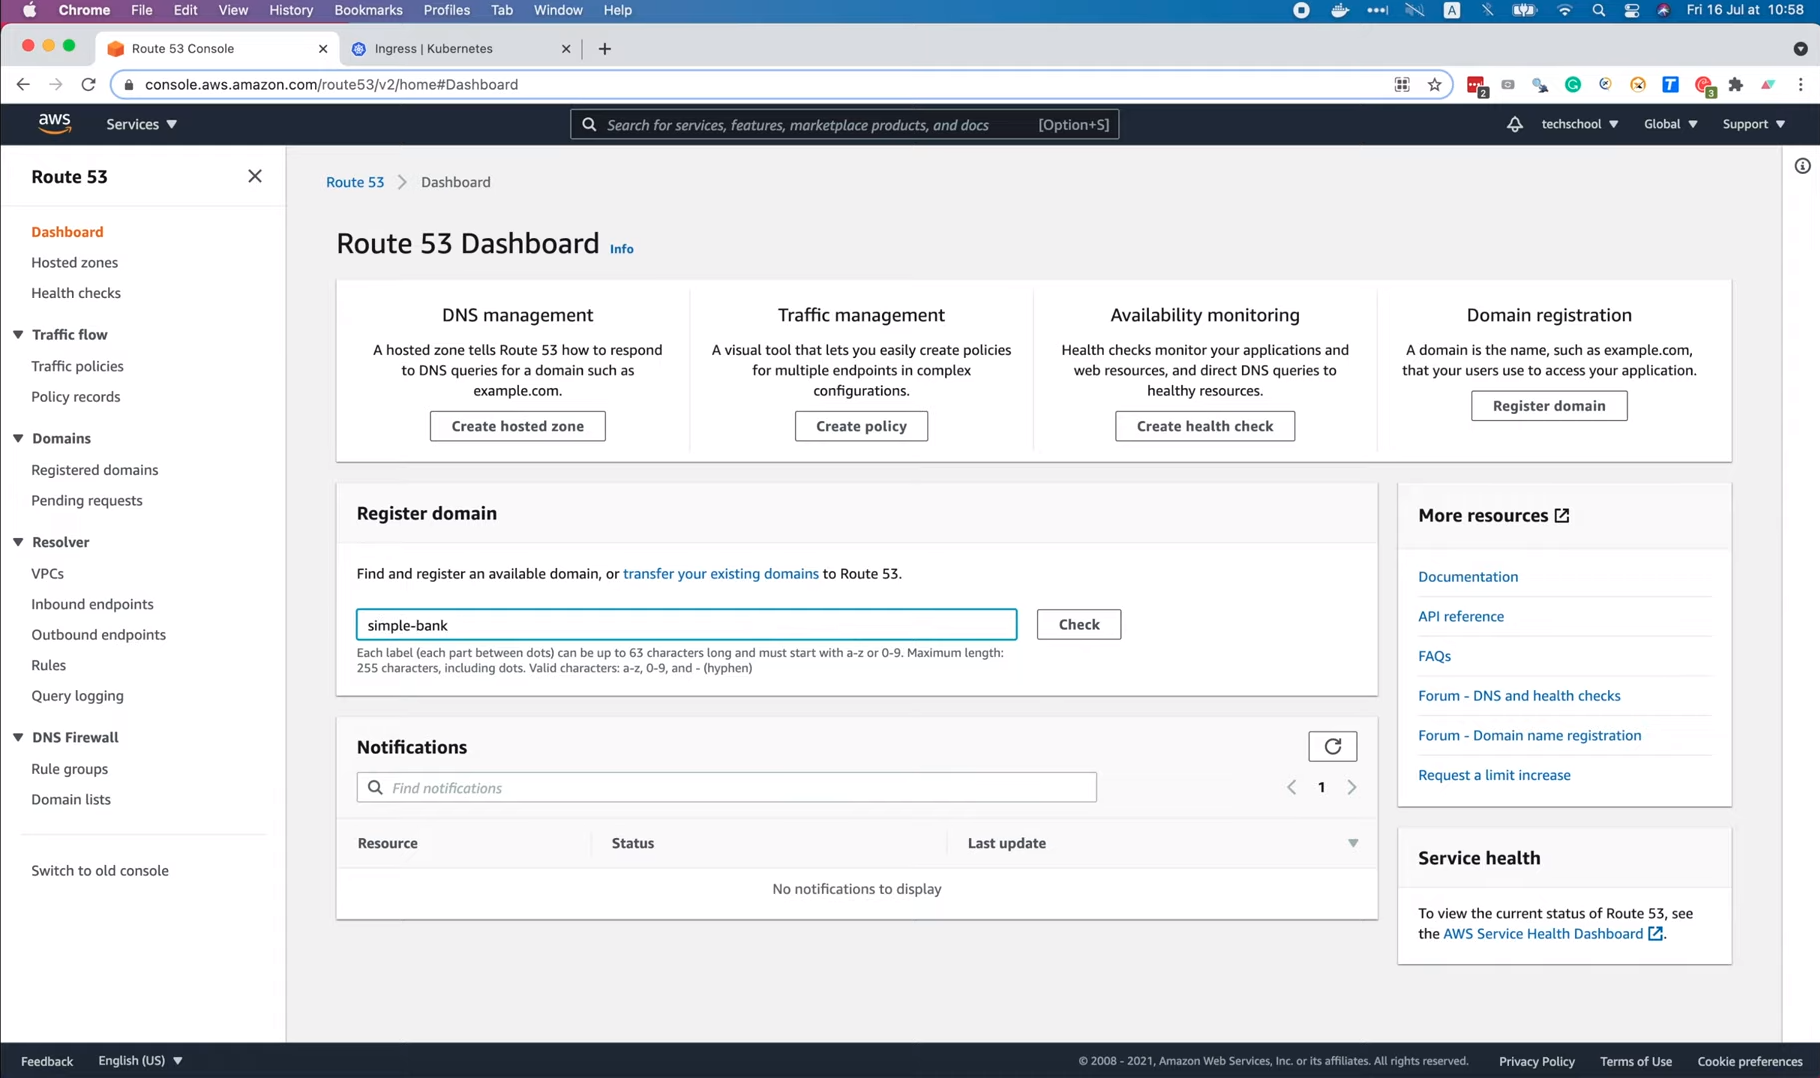 Chrome File Edit View History Bookmarks Profiles Tab Window Help
A
Fri 16 Jul at 10:58
Route 53 Console
Ingress | Kubernetes
console.aws.amazon.com/route53/v2/home#Dashboard
2
T
3
aws
Services
Search for services, features, marketplace products, and docs [Option+S]
techschool
Global
Support
Route 53
Dashboard
Hosted zones
Health checks
Traffic flow
Traffic policies
Policy records
Domains
Registered domains
Pending requests
Resolver
VPCs
Inbound endpoints
Outbound endpoints
Rules
Query logging
DNS Firewall
Rule groups
Domain lists
Switch to old console
Route 53
Dashboard
Route 53 Dashboard Info
DNS management
A hosted zone tells Route 53 how to respond
to DNS queries for a domain such as
example.com.
Create hosted zone
Traffic management
A visual tool that lets you easily create policies
for multiple endpoints in complex
configurations.
Create policy
Availability monitoring
Health checks monitor your applications and
web resources, and direct DNS queries to
healthy resources.
Create health check
Domain registration
A domain is the name, such as example.com,
that your users use to access your application.
Register domain
Register domain
Find and register an available domain, or transfer your existing domains to Route 53.
simple-bank
Check
Each label (each part between dots) can be up to 63 characters long and must start with a-z or 0-9. Maximum length:
255 characters, including dots. Valid characters: a-z, 0-9, and - (hyphen)
Notifications
Find notifications
1
Resource
Status
Last update
No notifications to display
More resources
Documentation
API reference
FAQs
Forum - DNS and health checks
Forum - Domain name registration
Request a limit increase
Service health
To view the current status of Route 53, see
the AWS Service Health Dashboard.
Feedback
English (US)
© 2008 - 2021, Amazon Web Services, Inc. or its affiliates. All rights reserved.
Privacy Policy
Terms of Use
Cookie preferences